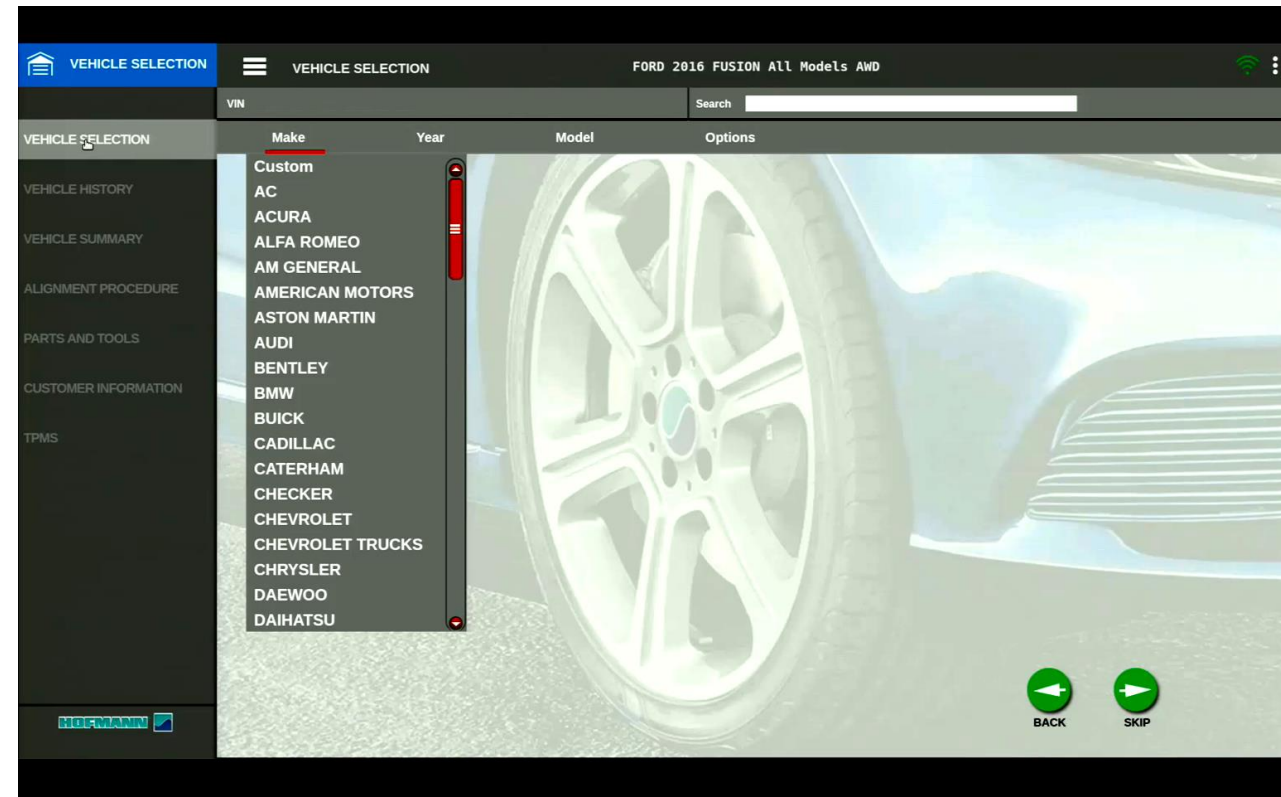 VEHICLE SELECTION
VEHICLE SELECTION
FORD 2016 FUSION All Models AWD
VIN
Search
VEHICLE SELECTION
VEHICLE HISTORY
VEHICLE SUMMARY
ALIGNMENT PROCEDURE
PARTS AND TOOLS
CUSTOMER INFORMATION
TPMS
Make Year Model Options
Custom
AC
ACURA
ALFA ROMEO
AM GENERAL
AMERICAN MOTORS
ASTON MARTIN
AUDI
BENTLEY
BMW
BUICK
CADILLAC
CATERHAM
CHECKER
CHEVROLET
CHEVROLET TRUCKS
CHRYSLER
DAEWOO
DAIHATSU
BACK
SKIP
HOFMANN